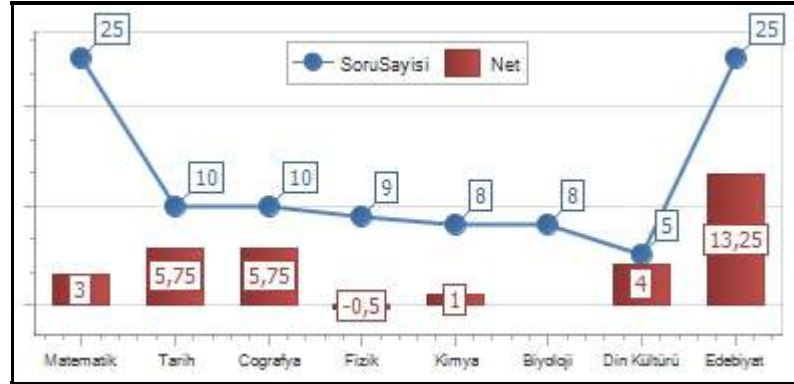 25
25
SoruSayisi
Net
10
10
9
8
8
5
3
5,75
5,75
-0,5
1
4
13,25
Matematik
Tarih
Cografya
Fizik
Kimya
Biyoloji
Din Kültürü
Edebiyat